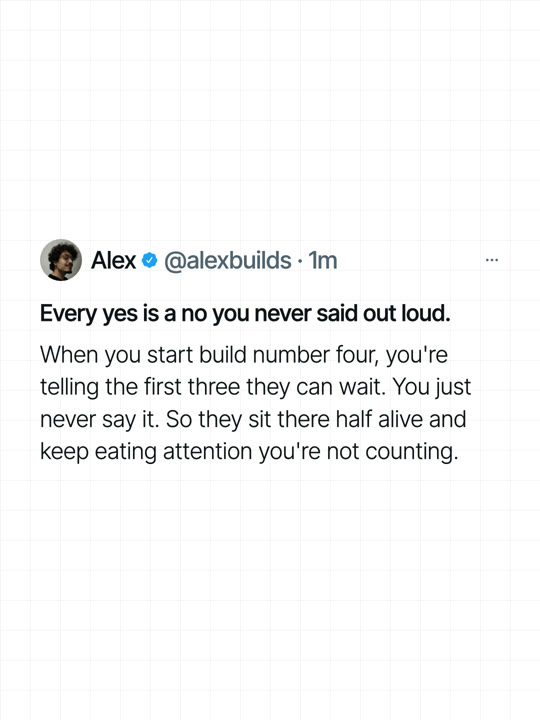 Alex @alexbuilds · 1m
Every yes is a no you never said out loud.
When you start build number four, you're
telling the first three they can wait. You just
never say it. So they sit there half alive and
keep eating attention you're not counting.